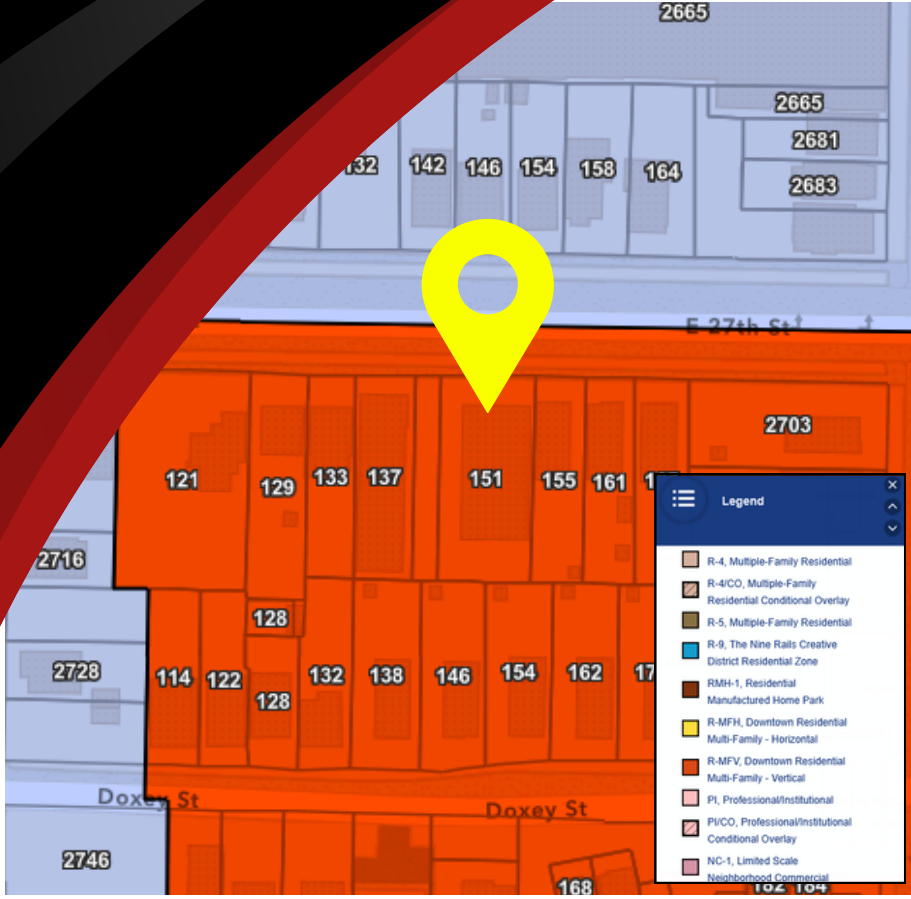 2665
2665
2681
2683
142
146
154
158
164
E 27th St
2703
121
129
133
137
151
155
161
2716
128
2728
114
122
128
132
138
146
154
162
Doxey St
Doxey St
2746
168
182 184
Legend
R-4, Multiple-Family Residential
R-4/CO, Multiple-Family
Residential Conditional Overlay
R-5, Multiple-Family Residential
R-9, The Nine Rails Creative
District Residential Zone
RMH-1, Residential
Manufactured Home Park
R-MFH, Downtown Residential
Multi-Family - Horizontal
R-MFV, Downtown Residential
Multi-Family - Vertical
PI, Professional/Institutional
PI/CO, Professional/Institutional
Conditional Overlay
NC-1, Limited Scale
Neighborhood Commercial